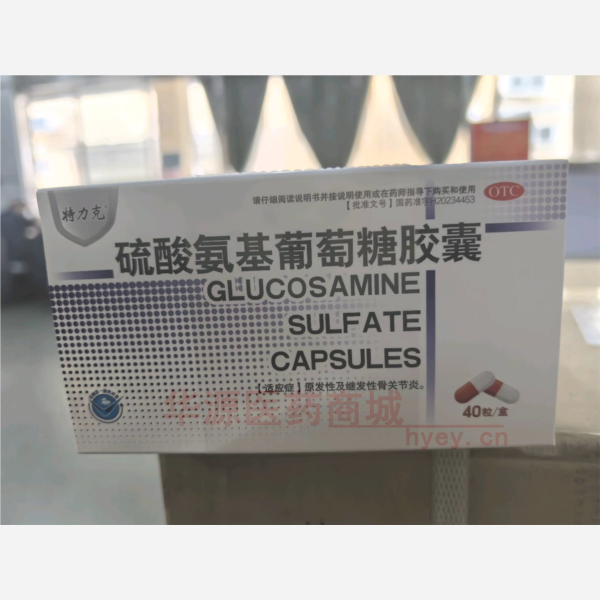 特力克
请仔细阅读说明书并按说明使用或在药师指导下购买和使用
【批准文号】国药准字H20234453
OTC
硫酸氨基葡萄糖胶囊
GLUCOSAMINE
SULFATE
CAPSULES
【适应症】原发性及继发性骨关节炎。
40粒/盒
华源医药商城
hyey.cn